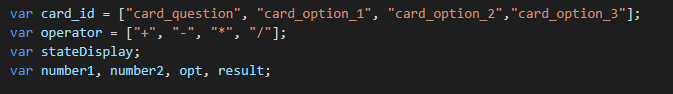 var card_id = ["card_question", "card_option_1", "card_option_2","card_option_3"];
var operator = ["+", "-", "*", "/"];
var stateDisplay;
var number1, number2, opt, result;